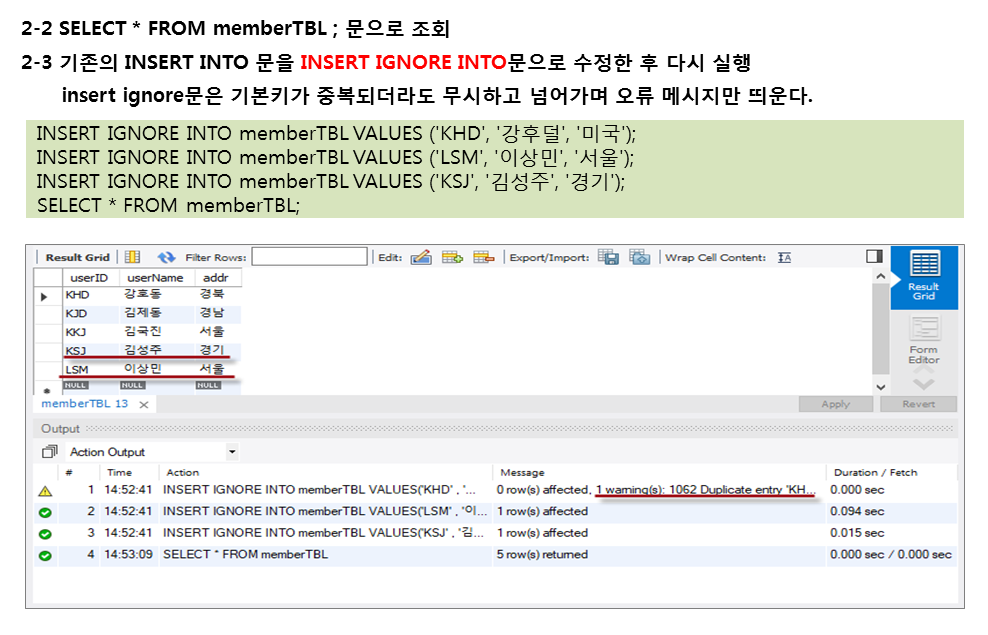 2-2 SELECT * FROM memberTBL ; 문으로 조회
2-3 기존의 INSERT INTO 문을 INSERT IGNORE INTO문으로 수정한 후 다시 실행
insert ignore문은 기본키가 중복되더라도 무시하고 넘어가며 오류 메시지만 띄운다.
INSERT IGNORE INTO memberTBL VALUES ('KHD', '강후덜', '미국');
INSERT IGNORE INTO memberTBL VALUES ('LSM', '이상민', '서울');
INSERT IGNORE INTO memberTBL VALUES ('KSJ', '김성주', '경기');
SELECT * FROM memberTBL;
Result Grid Filter Rows: Edit: Export/Import: Wrap Cell Content:
userID userName addr
KHD 강호동 경북
KJD 김제동 경남
KKJ 김국진 서울
KSJ 김성주 경기
LSM 이상민 서울
NULL NULL NULL
Result
Grid
Form
Editor
memberTBL 13 Apply Revert
Output
Action Output
# Time Action Message Duration / Fetch
1 14:52:41 INSERT IGNORE INTO memberTBL VALUES('KHD' , '... 0 row(s) affected, 1 warning(s): 1062 Duplicate entry 'KH... 0.000 sec
2 14:52:41 INSERT IGNORE INTO memberTBL VALUES('LSM' , '이... 1 row(s) affected 0.094 sec
3 14:52:41 INSERT IGNORE INTO memberTBL VALUES('KSJ' , '김... 1 row(s) affected 0.015 sec
4 14:53:09 SELECT * FROM memberTBL 5 row(s) returned 0.000 sec / 0.000 sec